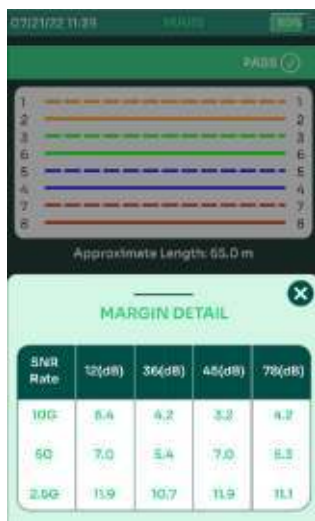 07/21/22 11:39
PASS
1 1
2 2
3 3
6 6
5 5
4 4
7 7
8 8
Approximate Length: 65.0 m
MARGIN DETAIL
SNR Rate 12(dB) 36(dB) 45(dB) 78(dB)
10G 6.4 4.2 3.2 4.2
5G 7.0 5.4 7.0 5.3
2.5G 11.9 10.7 11.9 11.1